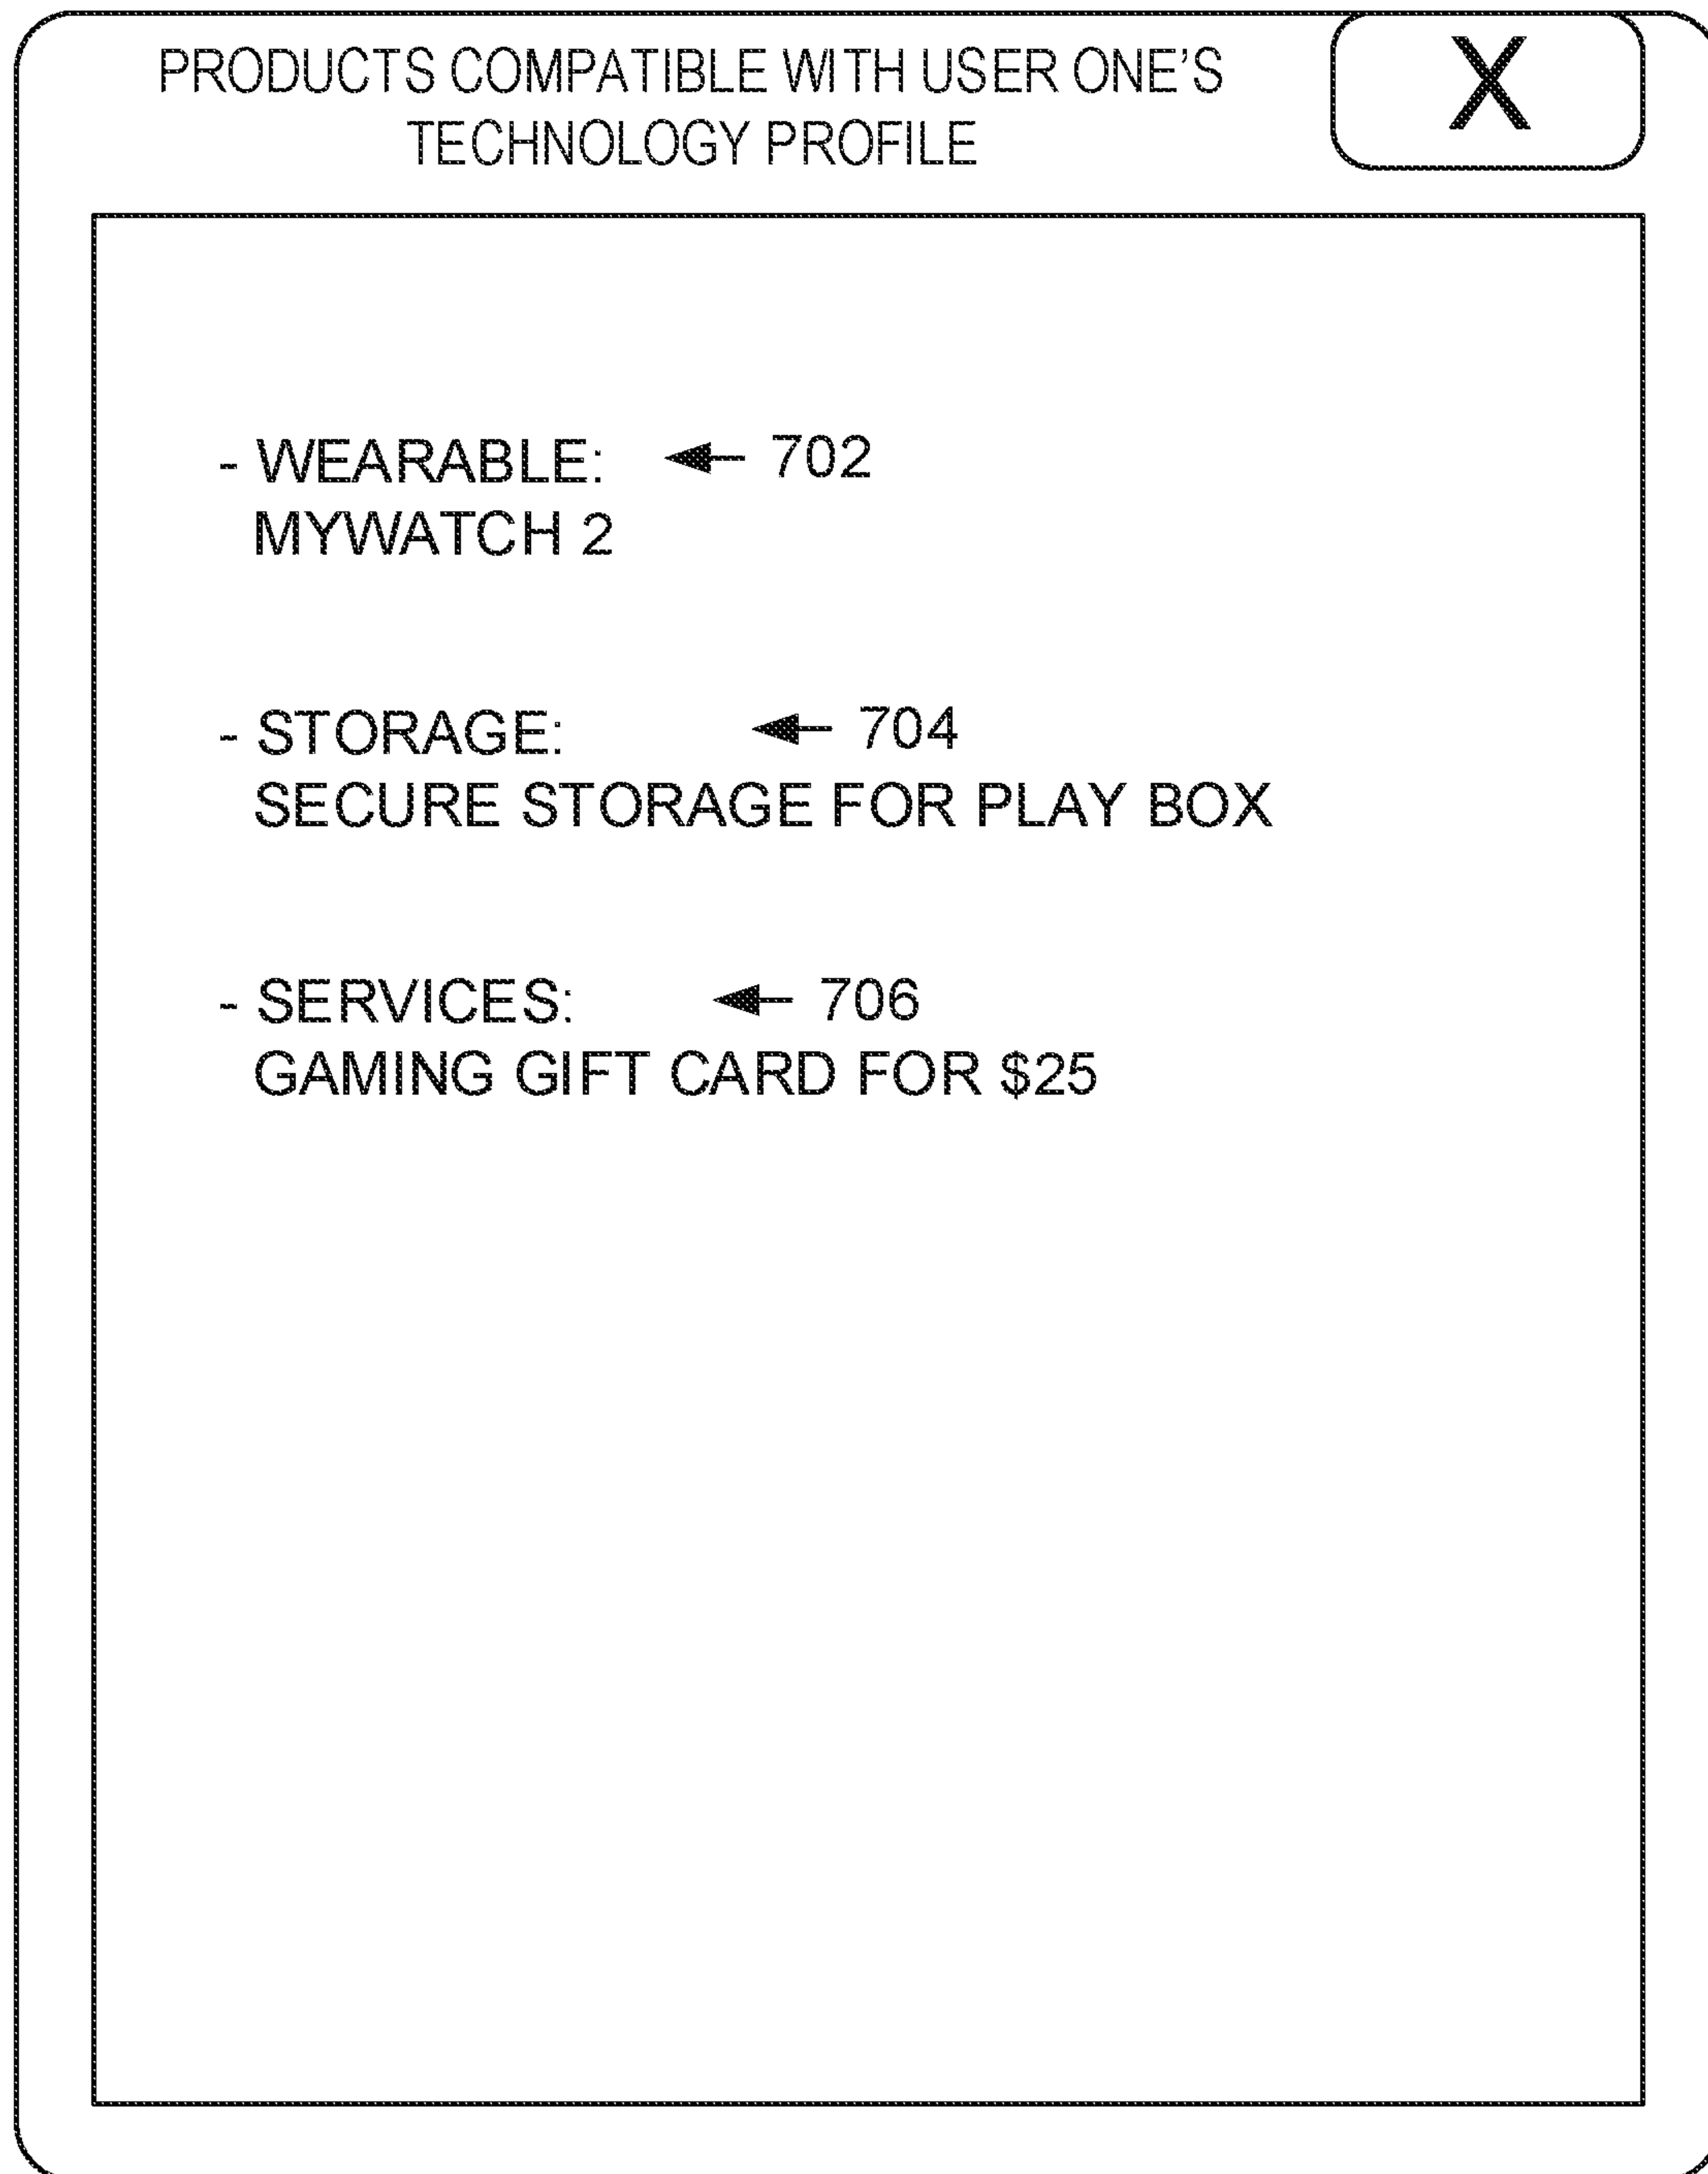 PRODUCTS COMPATIBLE WITH USER ONE'S
TECHNOLOGY PROFILE
X
- WEARABLE: 702
MYWATCH 2
- STORAGE: 704
SECURE STORAGE FOR PLAY BOX
- SERVICES: 706
GAMING GIFT CARD FOR $25